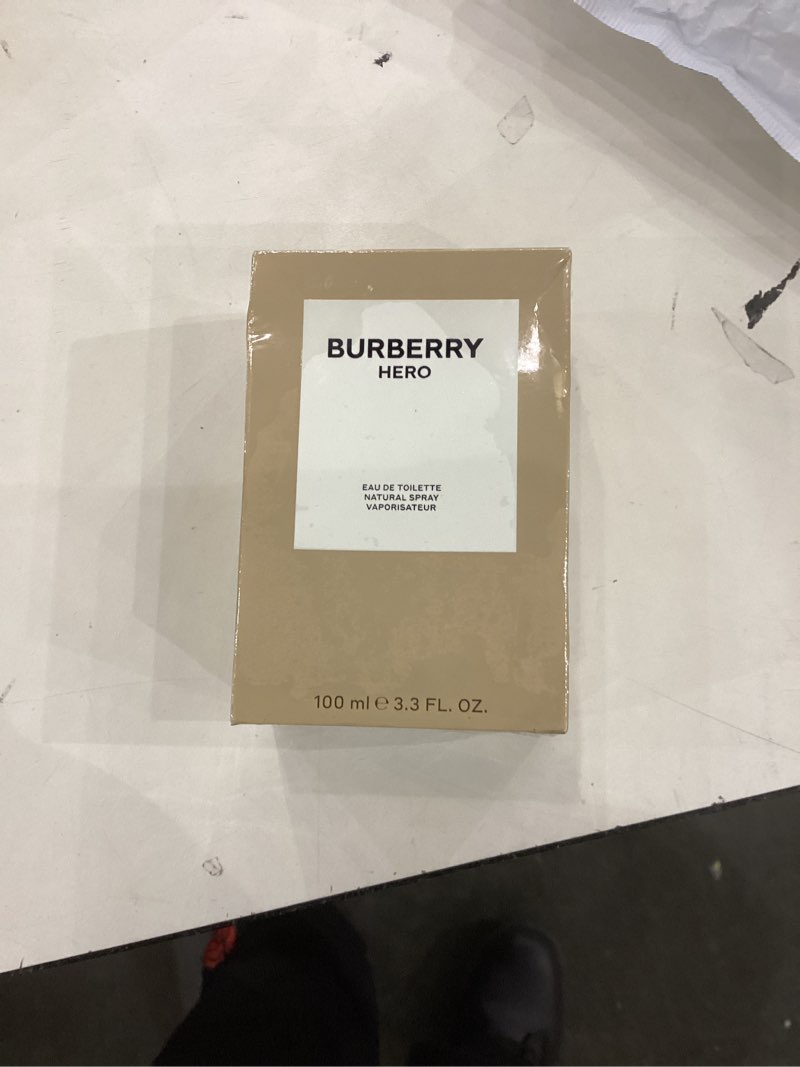 BURBERRY
HERO
EAU DE TOILETTE
NATURAL SPRAY
VAPORISATEUR
100 ml ℮ 3.3 FL. OZ.